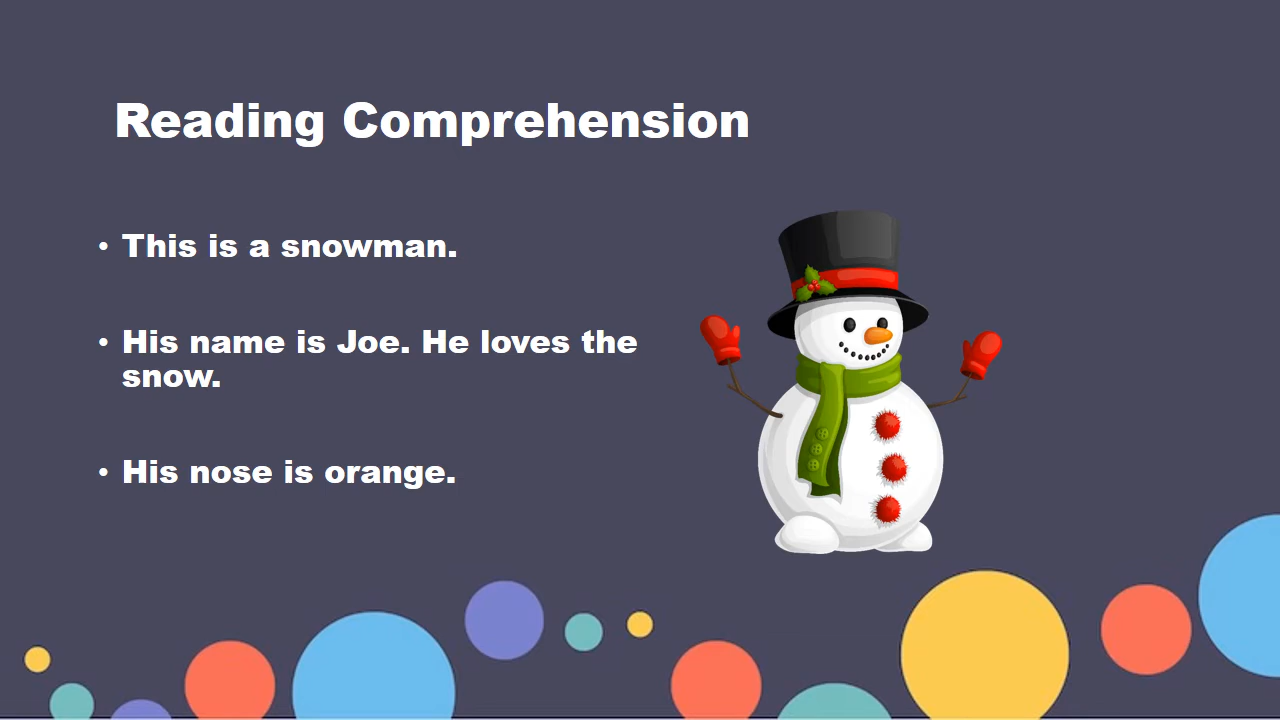 Reading Comprehension
• This is a snowman.
• His name is Joe. He loves the
snow.
• His nose is orange.